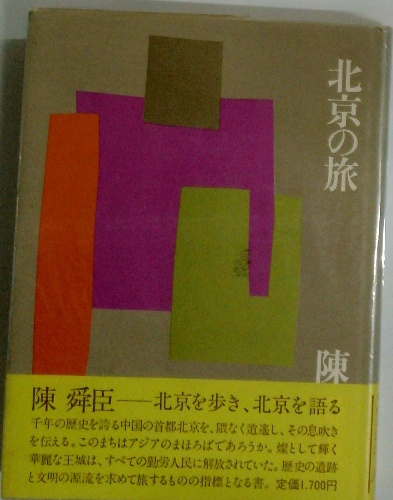 北京の旅
陳
陳 舜臣――北京を歩き、北京を語る
千年の歴史を誇る中国の首都北京を、隈なく逍遥し、その息吹き
を伝える。このまちはアジアのまほろばであろうか。燦として輝く
華麗な王城は、すべての勤労人民に解放されていた。歴史の遺跡
と文明の源流を求めて旅するものの指標となる書。定価1,700円